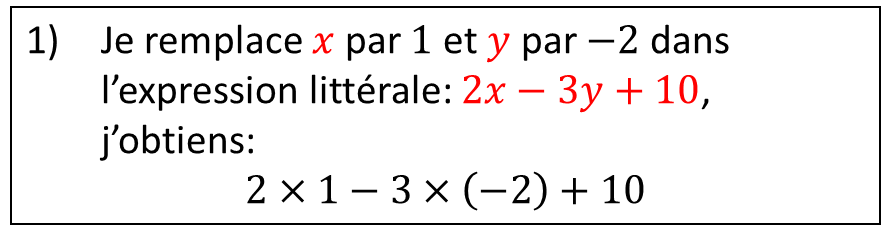 1) Je remplace x par 1 et y par −2 dans
l’expression littérale: 2x − 3y + 10,
j’obtiens:
2 × 1 − 3 × (−2) + 10